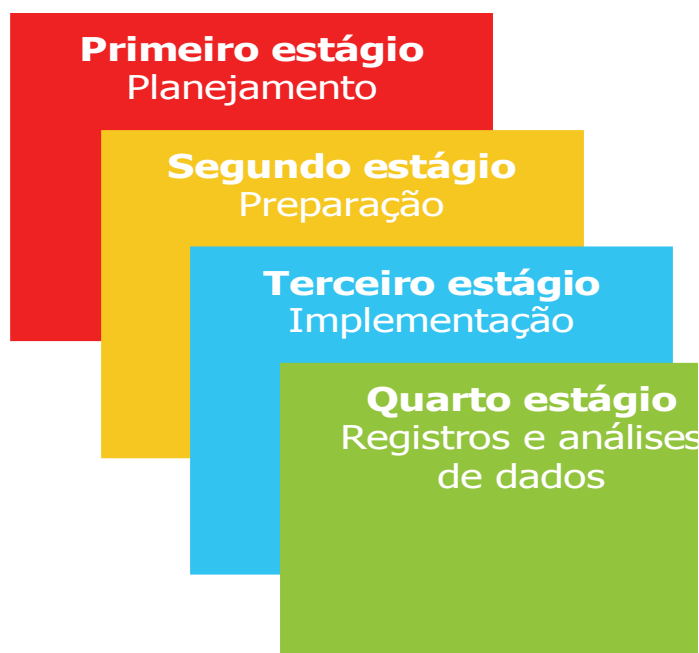 Primeiro estágio
Planejamento
Segundo estágio
Preparação
Terceiro estágio
Implementação
Quarto estágio
Registros e análises
de dados